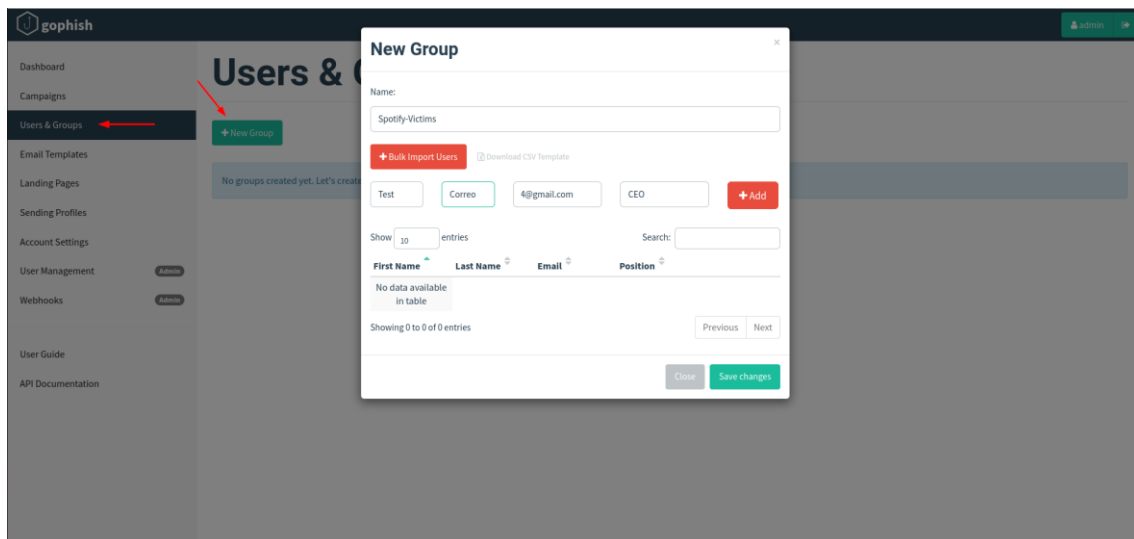 gophish
admin
Dashboard
Campaigns
Users & Groups
Email Templates
Landing Pages
Sending Profiles
Account Settings
User Management Admin
Webhooks Admin
User Guide
API Documentation
Users & G
+ New Group
No groups created yet. Let's create
New Group
×
Name:
Spotify-Victims
+ Bulk Import Users Download CSV Template
Test Correo 4@gmail.com CEO + Add
Show 10 entries Search:
First Name Last Name Email Position
No data available
in table
Showing 0 to 0 of 0 entries Previous Next
Close Save changes